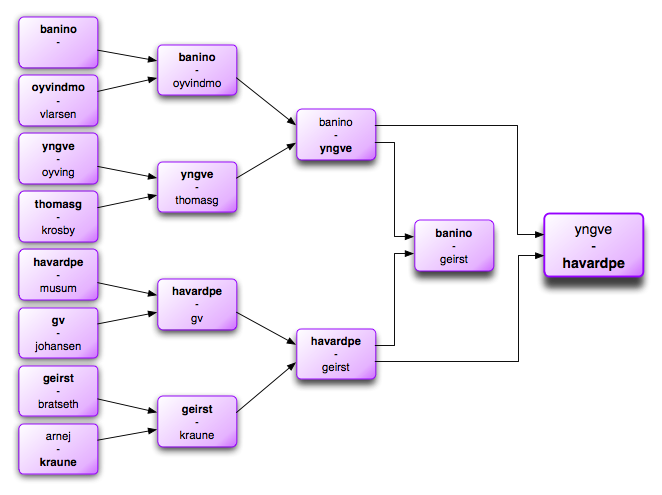 banino
-
oyvindmo
-
vlarsen
yngve
-
oyving
thomasg
-
krosby
havardpe
-
musum
gv
-
johansen
geirst
-
bratseth
arnej
-
kraune
banino
-
oyvindmo
yngve
-
thomasg
havardpe
-
gv
geirst
-
kraune
banino
-
yngve
havardpe
-
geirst
banino
-
geirst
yngve
-
havardpe